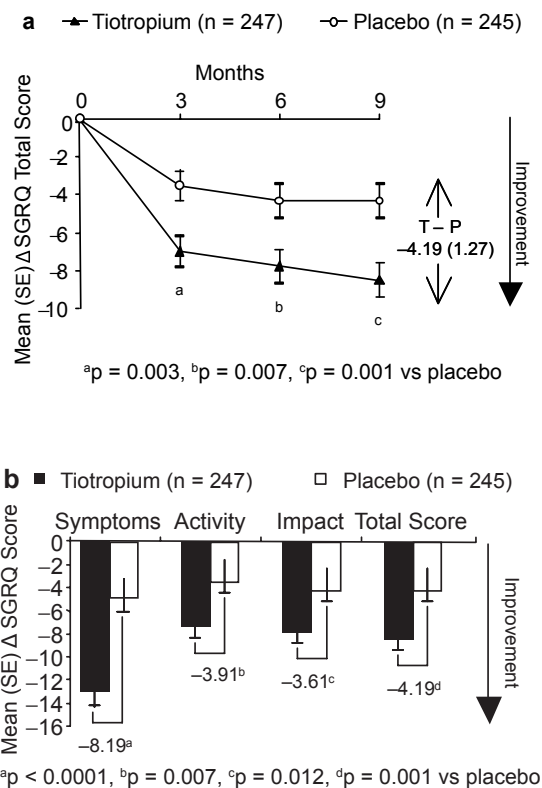 a Tiotropium (n = 247) Placebo (n = 245)
Months
0 3 6 9
Mean (SE) Δ SGRQ Total Score
0
–2
–4
–6
–8
–10
a
b
c
T – P
–4.19 (1.27)
Improvement
ᵃp = 0.003, ᵇp = 0.007, ᶜp = 0.001 vs placebo
b Tiotropium (n = 247) Placebo (n = 245)
Symptoms Activity Impact Total Score
Mean (SE) Δ SGRQ Score
0
–2
–4
–6
–8
–10
–12
–14
–16
–8.19ᵃ
–3.91ᵇ
–3.61ᶜ
–4.19ᵈ
Improvement
ᵃp < 0.0001, ᵇp = 0.007, ᶜp = 0.012, ᵈp = 0.001 vs placebo